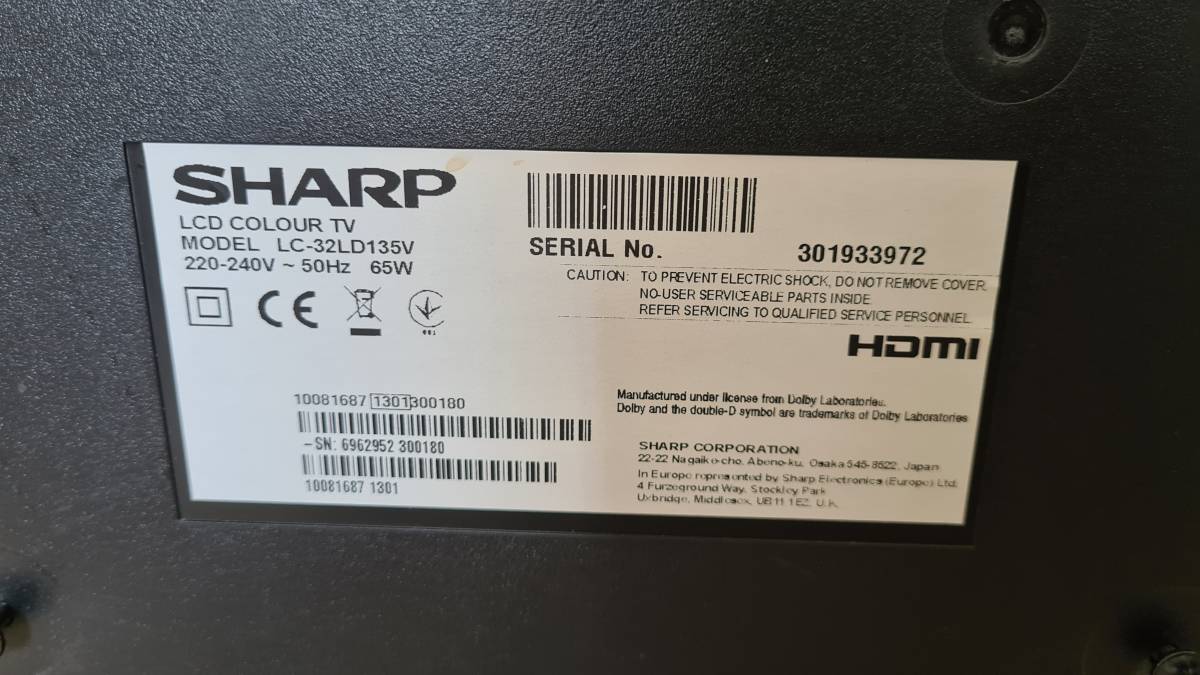 SHARP
LCD COLOUR TV
MODEL LC-32LD135V
220-240V ~ 50Hz 65W
SERIAL No. 301933972
CAUTION: TO PREVENT ELECTRIC SHOCK, DO NOT REMOVE COVER.
NO-USER SERVICEABLE PARTS INSIDE.
REFER SERVICING TO QUALIFIED SERVICE PERSONNEL.
CE
HDMI
10081687 1301300180
-SN: 6962952 300180
10081687 1301
Manufactured under license from Dolby Laboratories.
Dolby and the double-D symbol are trademarks of Dolby Laboratories
SHARP CORPORATION
22-22 Nagaike-cho, Abeno-ku, Osaka 545-8522, Japan
In Europe represented by Sharp Electronics (Europe) Ltd.
4 Furzeground Way, Stockley Park
Uxbridge, Middlesex, UB11 1EZ, U.K.